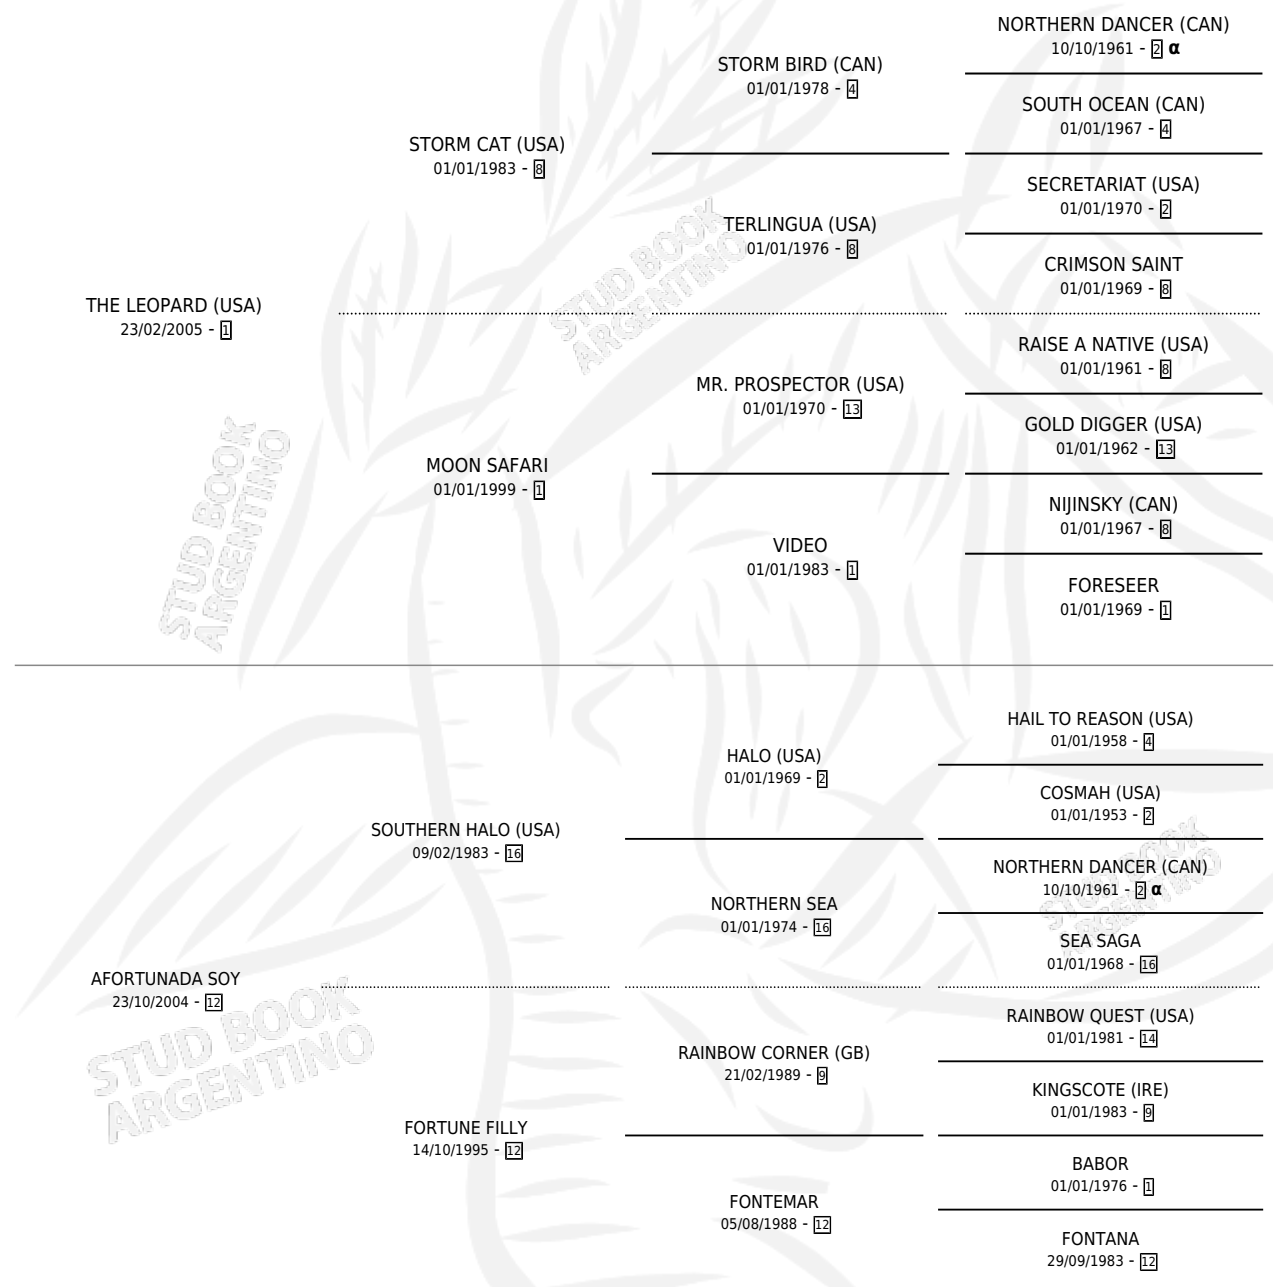 NORTHERN DANCER (CAN)
10/10/1961 - 2 α
STORM BIRD (CAN)
01/01/1978 - 4
SOUTH OCEAN (CAN)
01/01/1967 - 4
STORM CAT (USA)
01/01/1983 - 8
SECRETARIAT (USA)
01/01/1970 - 2
TERLINGUA (USA)
01/01/1976 - 8
CRIMSON SAINT
01/01/1969 - 8
THE LEOPARD (USA)
23/02/2005 - 1
STUD BOOK
ARGENTINO
RAISE A NATIVE (USA)
01/01/1961 - 8
MR. PROSPECTOR (USA)
01/01/1970 - 13
GOLD DIGGER (USA)
01/01/1962 - 13
MOON SAFARI
01/01/1999 - 1
NIJINSKY (CAN)
01/01/1967 - 8
VIDEO
01/01/1983 - 1
FORESEER
01/01/1969 - 1
STUD BOOK
ARGENTINO
HAIL TO REASON (USA)
01/01/1958 - 4
HALO (USA)
01/01/1969 - 2
COSMAH (USA)
01/01/1953 - 2
SOUTHERN HALO (USA)
09/02/1983 - 16
NORTHERN DANCER (CAN)
10/10/1961 - 2 α
STUD BOOK
ARGENTINO
NORTHERN SEA
01/01/1974 - 16
SEA SAGA
01/01/1968 - 16
AFORTUNADA SOY
23/10/2004 - 12
STUD BOOK
ARGENTINO
RAINBOW QUEST (USA)
01/01/1981 - 14
RAINBOW CORNER (GB)
21/02/1989 - 9
KINGSCOTE (IRE)
01/01/1983 - 9
FORTUNE FILLY
14/10/1995 - 12
BABOR
01/01/1976 - 1
FONTEMAR
05/08/1988 - 12
FONTANA
29/09/1983 - 12